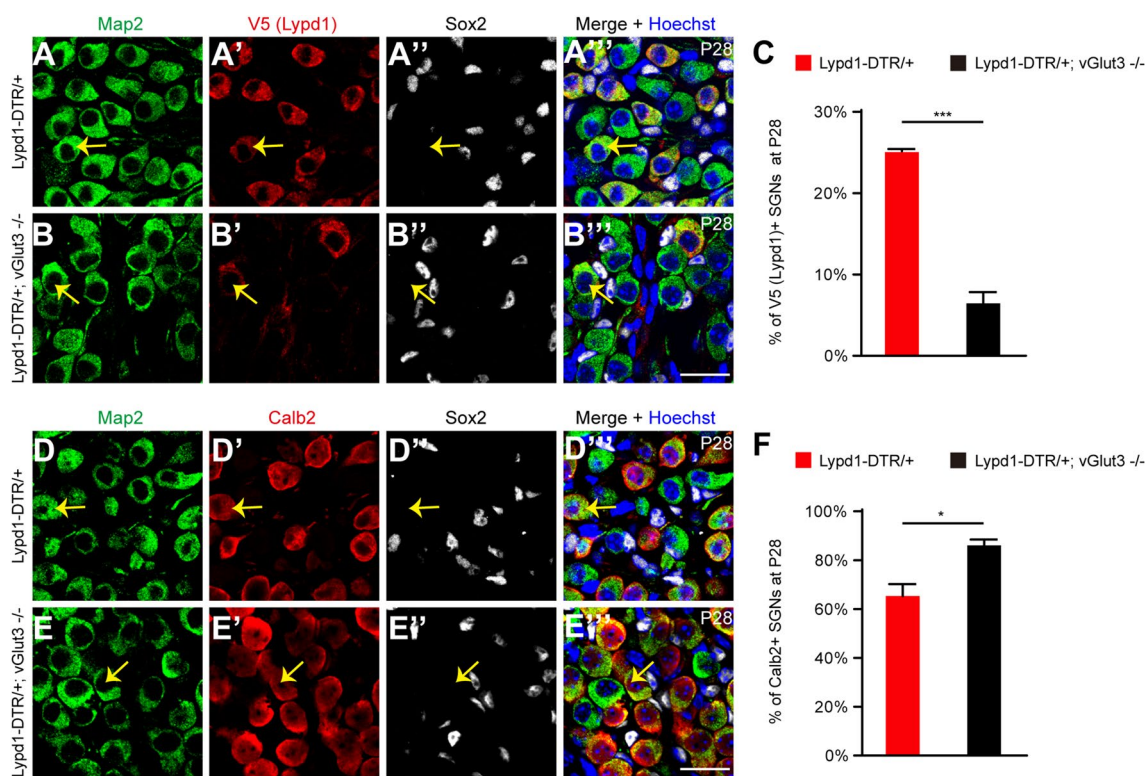 Map2 V5 (Lypd1) Sox2 Merge + Hoechst
Lypd1-DTR/+
A A' A'' A''' P28
Lypd1-DTR/+; vGlut3 -/-
B B' B'' B''' P28
C
Lypd1-DTR/+ Lypd1-DTR/+; vGlut3 -/-
% of V5 (Lypd1)+ SGNs at P28
30%
***
20%
10%
0%
Map2 Calb2 Sox2 Merge + Hoechst
Lypd1-DTR/+
D D' D'' D''' P28
Lypd1-DTR/+; vGlut3 -/-
E E' E'' E''' P28
F
Lypd1-DTR/+ Lypd1-DTR/+; vGlut3 -/-
% of Calb2+ SGNs at P28
100%
*
80%
60%
40%
20%
0%